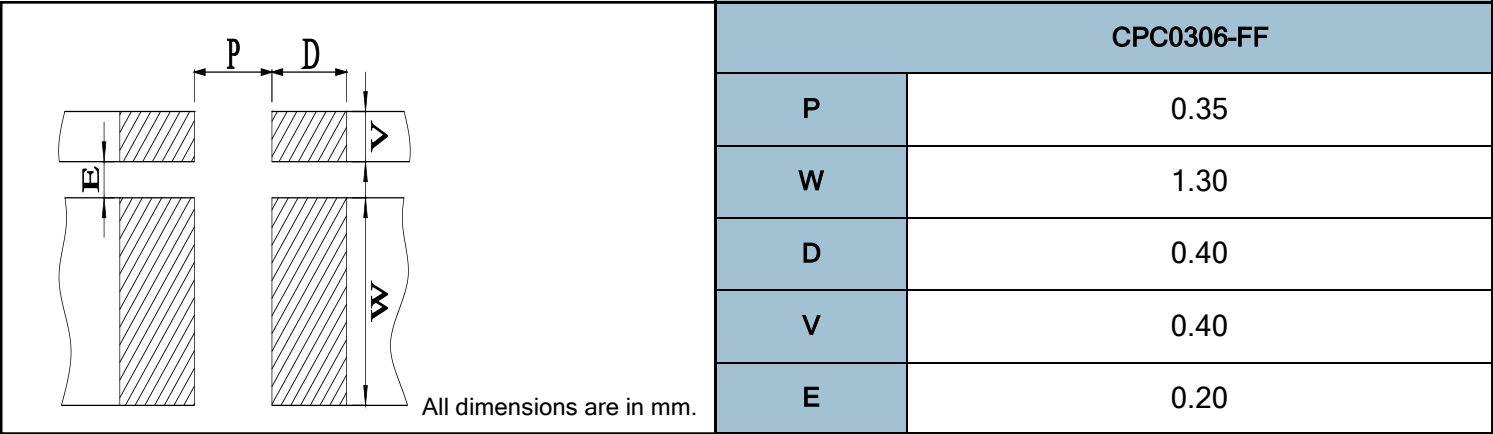 P D
V
E
W
All dimensions are in mm.
CPC0306-FF
P 0.35
W 1.30
D 0.40
V 0.40
E 0.20